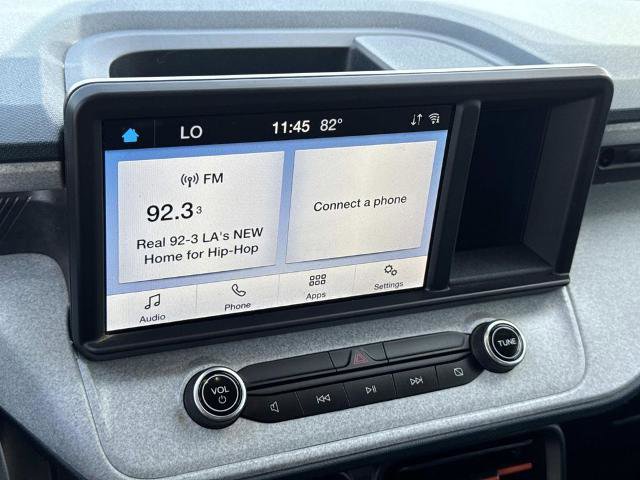 LO 11:45 82°
FM
92.3 3
Connect a phone
Real 92-3 LA's NEW
Home for Hip-Hop
Audio Phone Apps Settings
VOL
TUNE